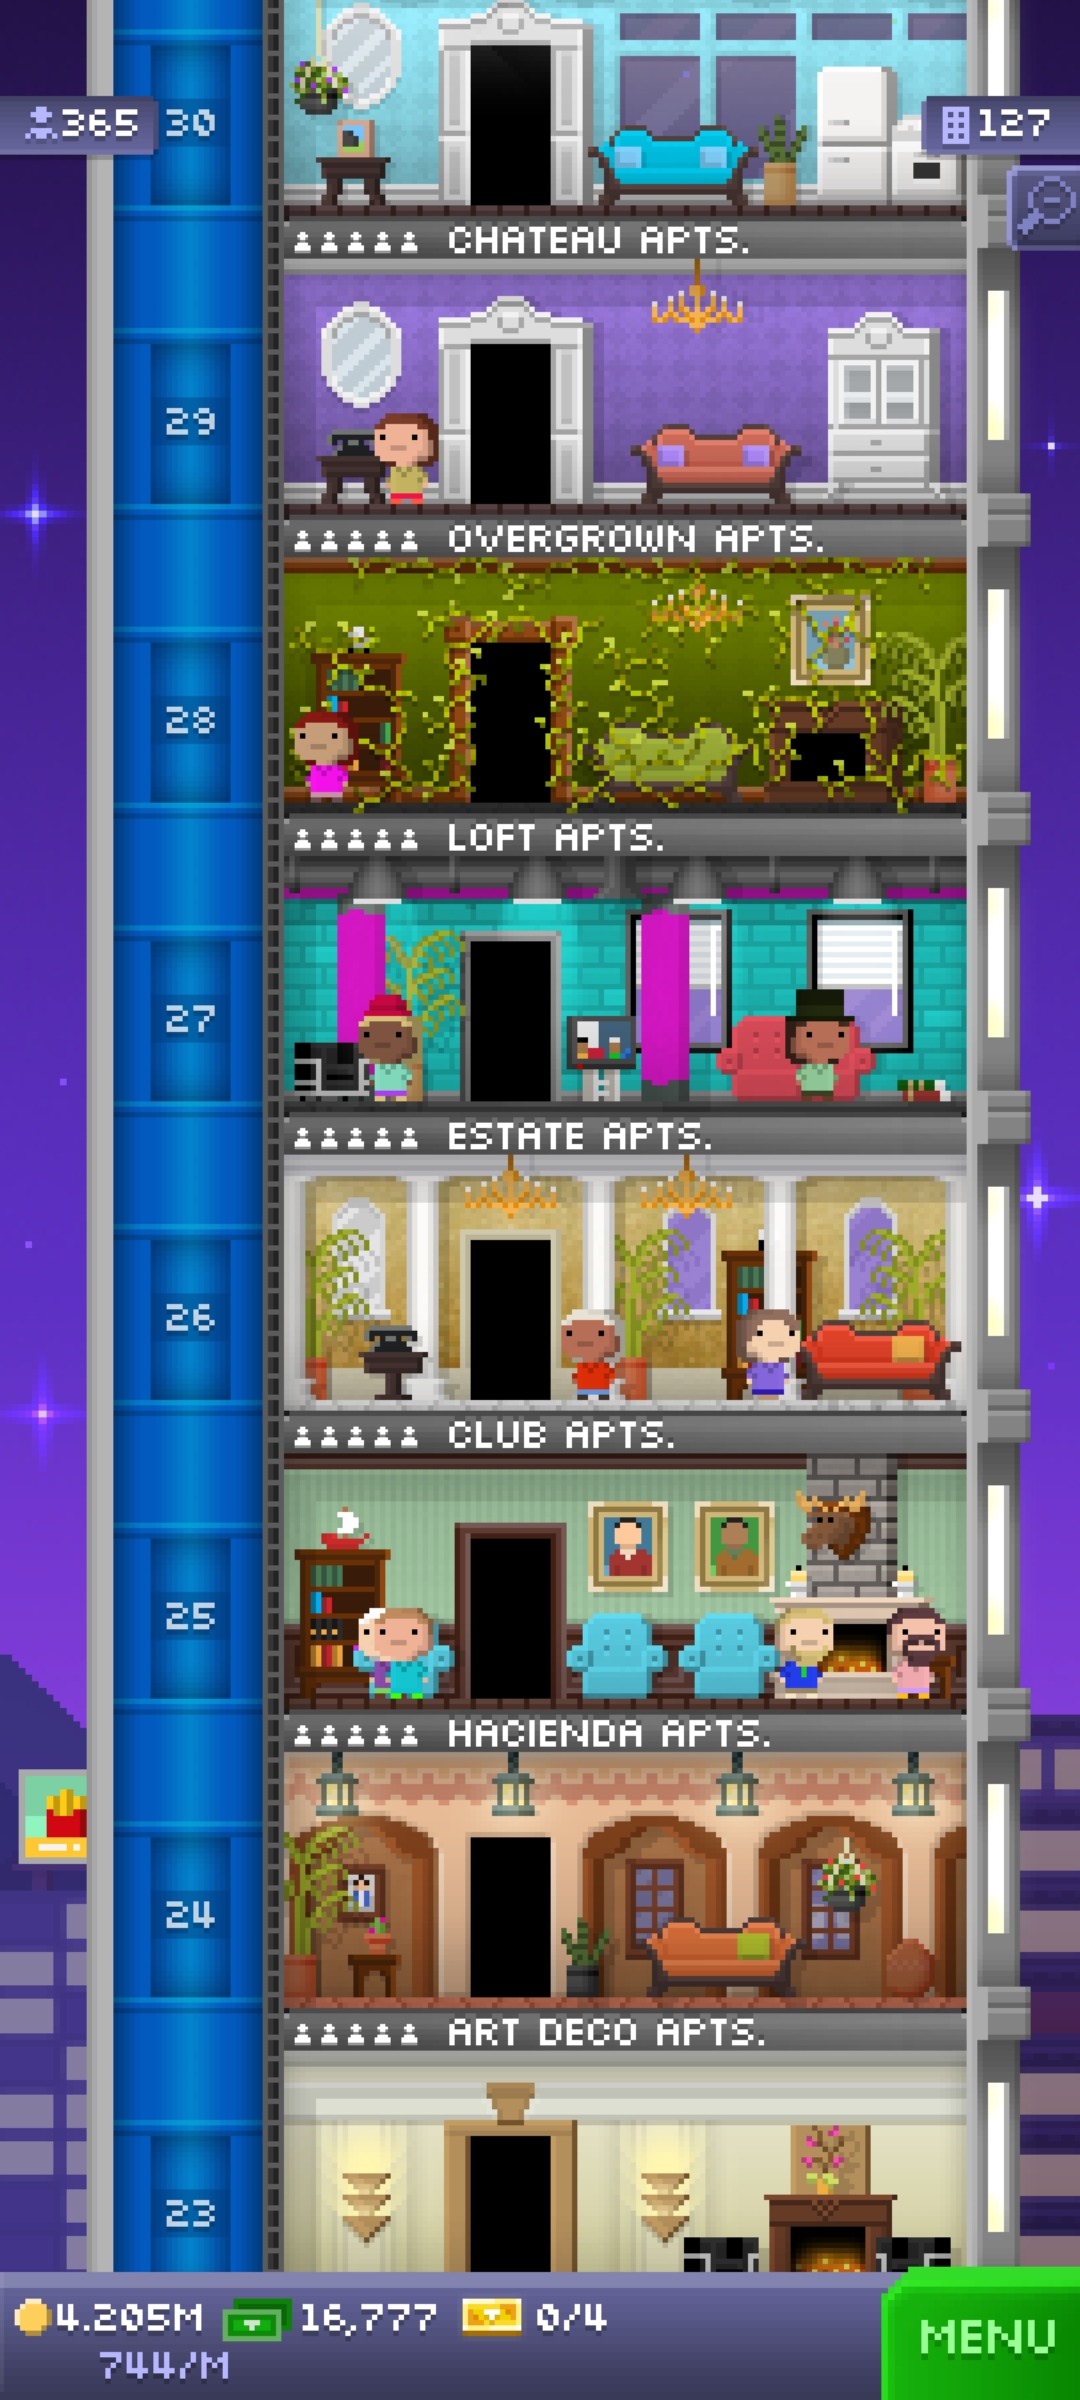 365
30
127
CHATEAU APTS.
29
OVERGROWN APTS.
28
LOFT APTS.
27
ESTATE APTS.
26
CLUB APTS.
25
HACIENDA APTS.
24
ART DECO APTS.
23
4.205M 16,777 0/4
744/M
MENU